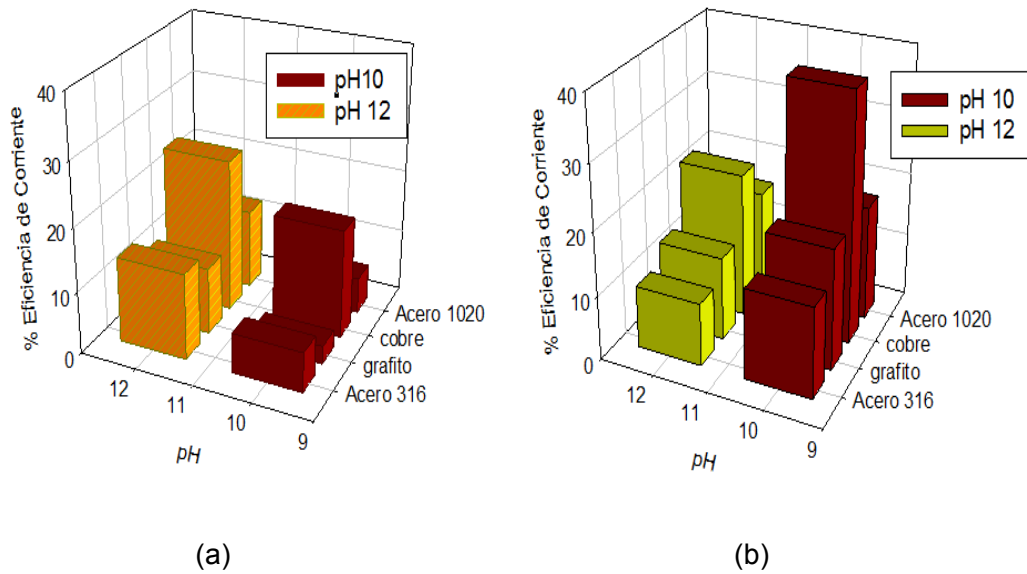 pH10
pH 12
% Eficiencia de Corriente
40
30
20
10
0
12
11
10
9
pH
Acero 1020
cobre
grafito
Acero 316
(a)
pH 10
pH 12
% Eficiencia de Corriente
40
30
20
10
0
12
11
10
9
pH
Acero 1020
cobre
grafito
Acero 316
(b)